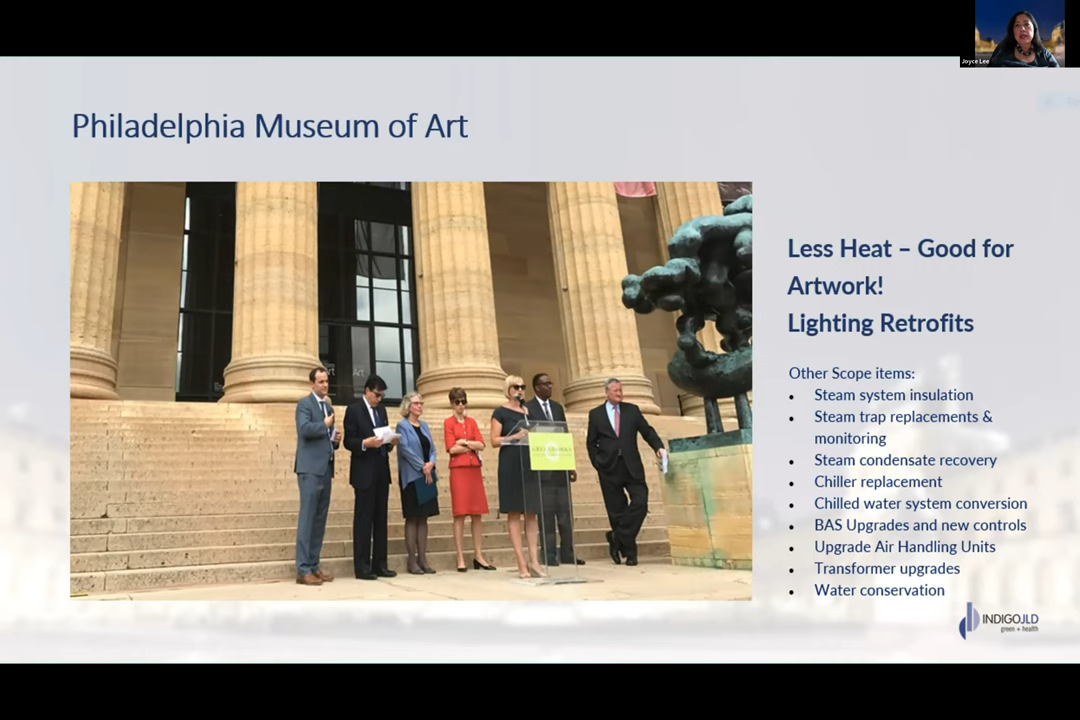 Joyce Lee
Philadelphia Museum of Art
Less Heat – Good for
Artwork!
Lighting Retrofits
Other Scope items:
• Steam system insulation
• Steam trap replacements &
monitoring
• Steam condensate recovery
• Chiller replacement
• Chilled water system conversion
• BAS Upgrades and new controls
• Upgrade Air Handling Units
• Transformer upgrades
• Water conservation
Art
INDIGOJLD
green + health